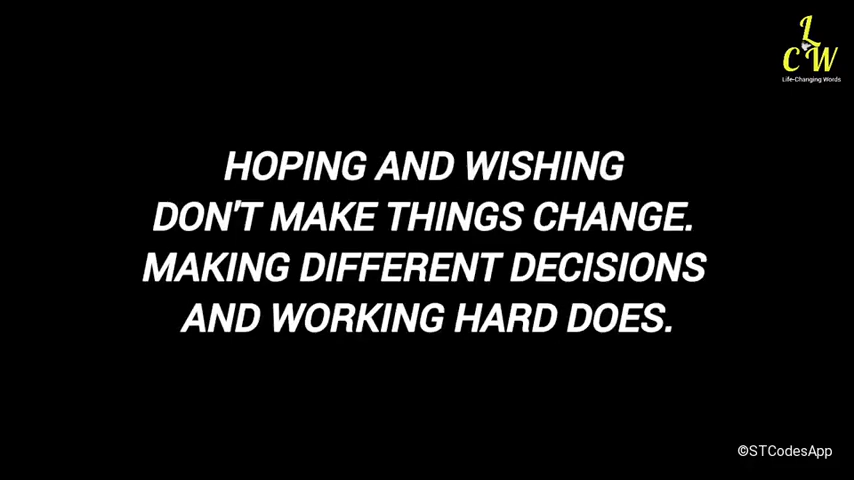 LCW
Life-Changing Words
HOPING AND WISHING
DON'T MAKE THINGS CHANGE.
MAKING DIFFERENT DECISIONS
AND WORKING HARD DOES.
©STCodesApp